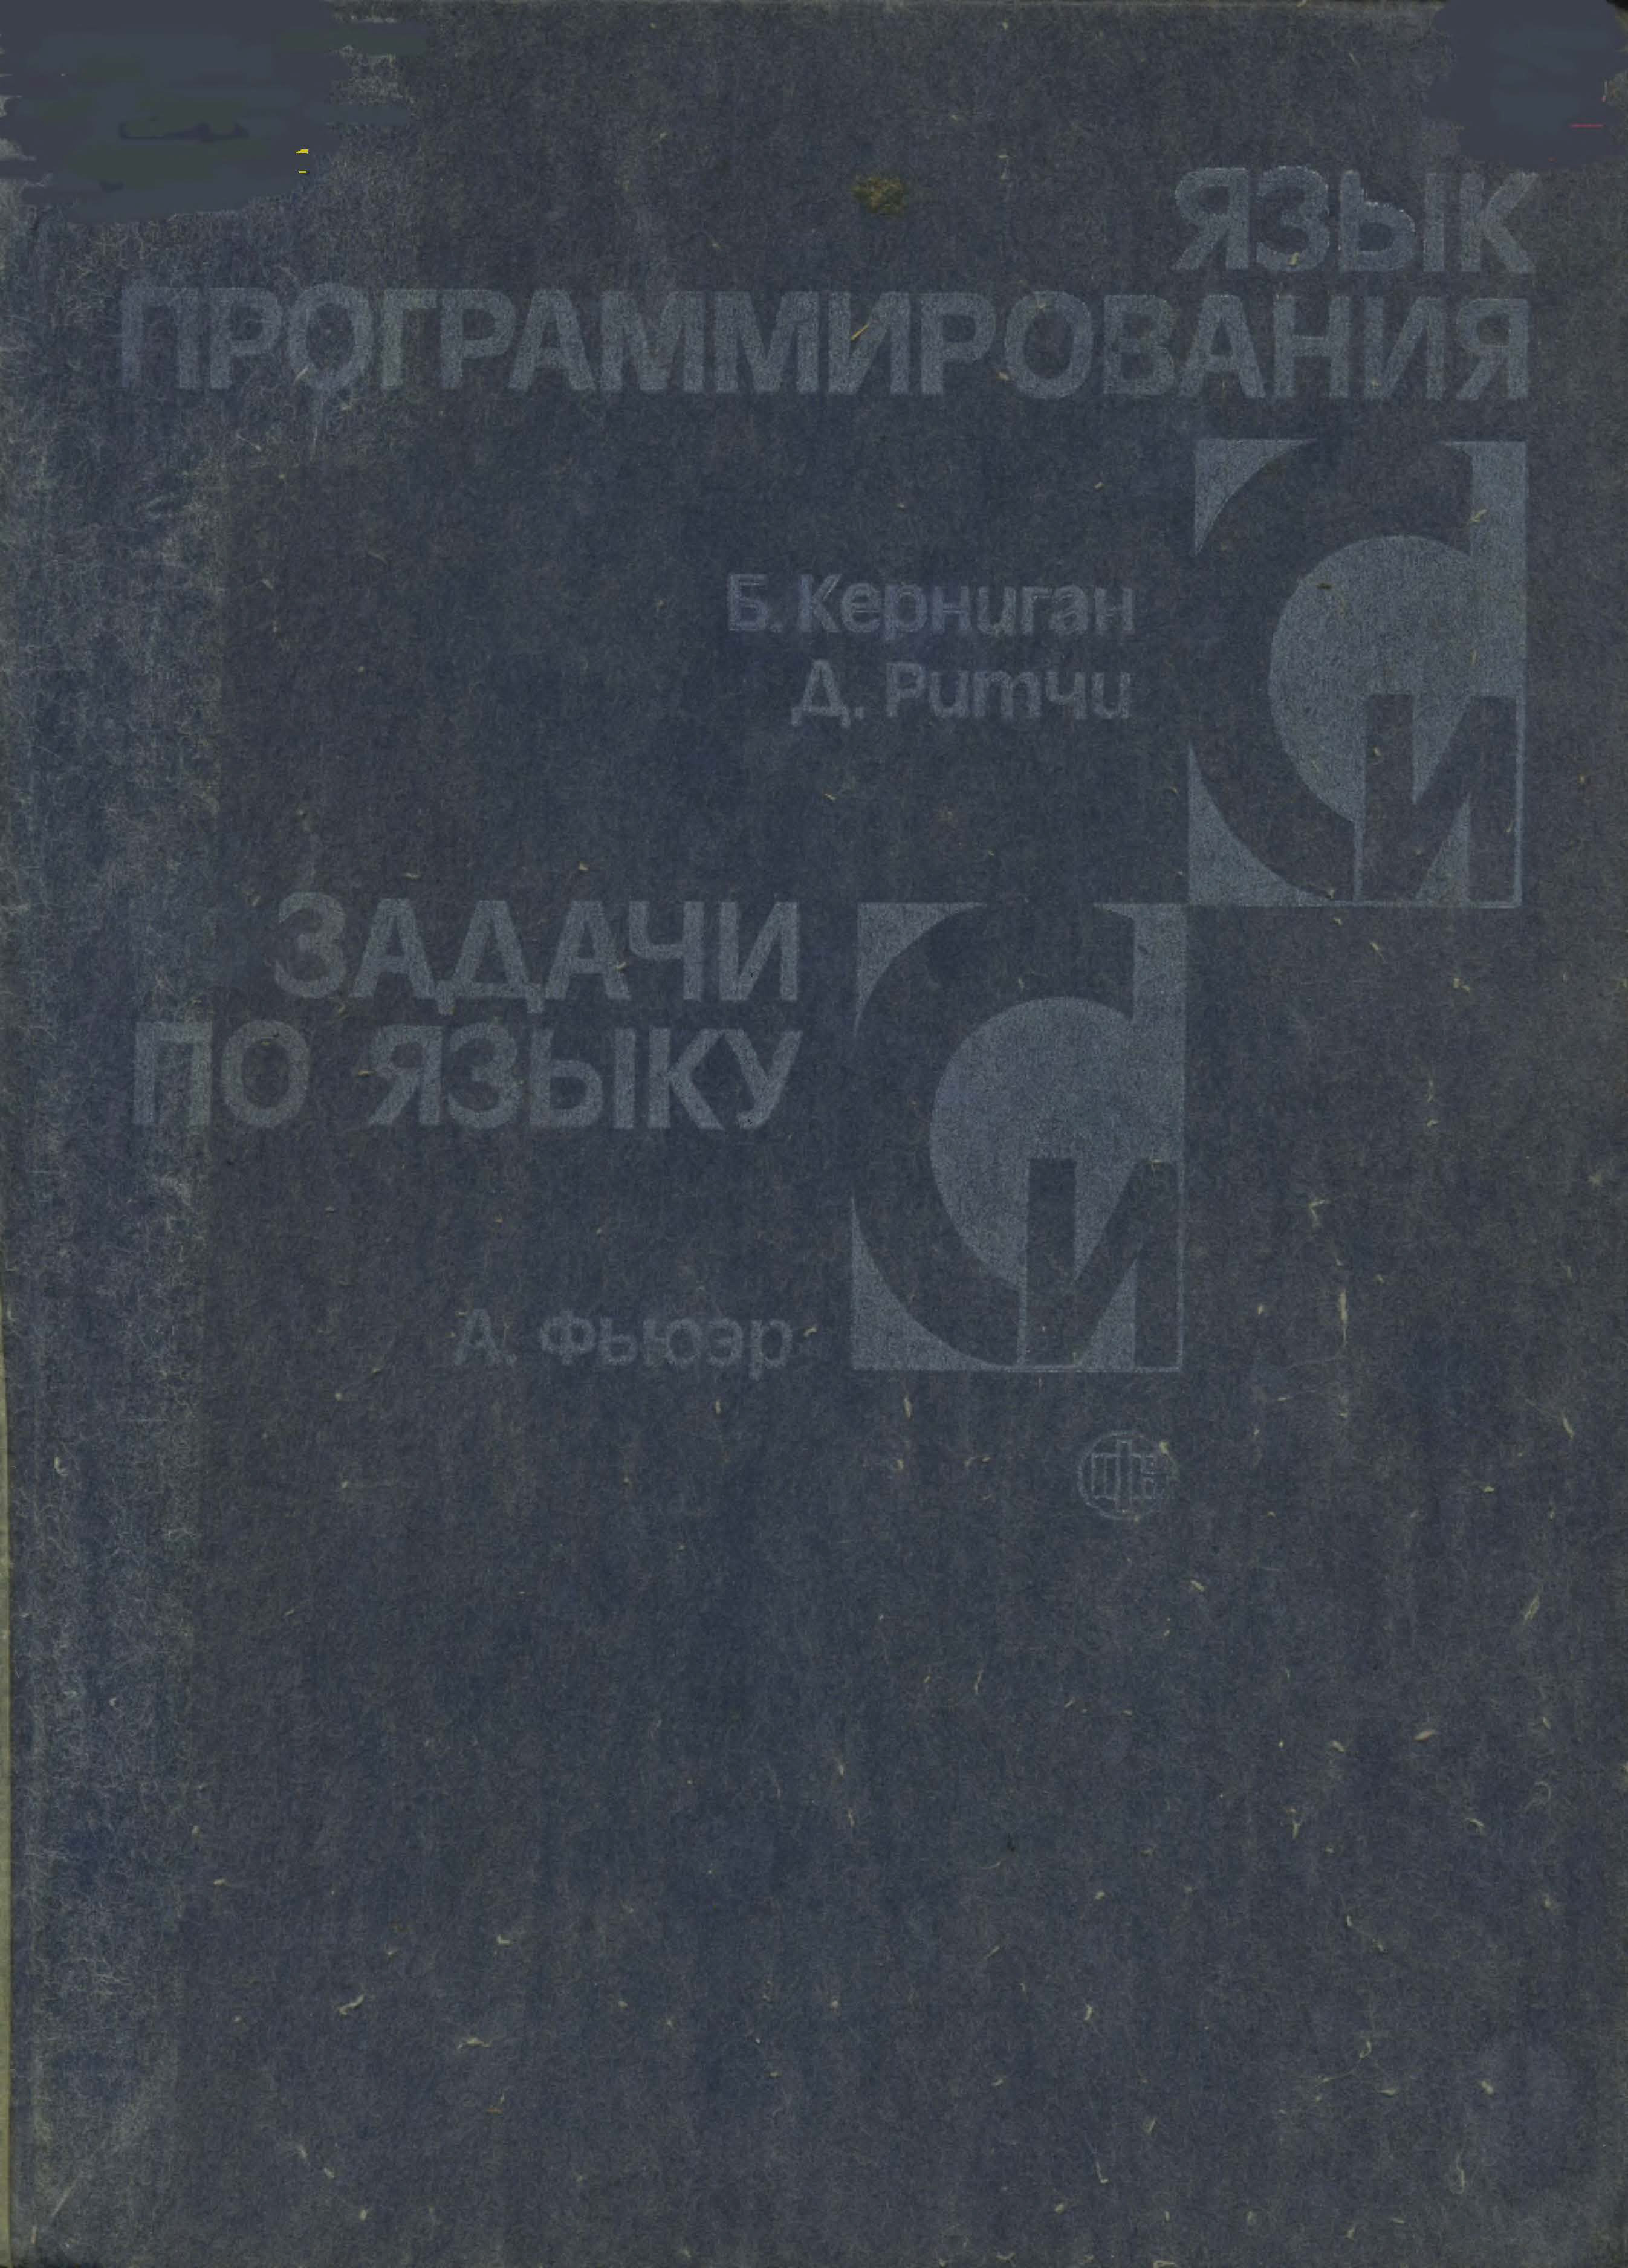 ЯЗЫК
ПРОГРАММИРОВАНИЯ
Си
Б. Керниган
Д. Ритчи
ЗАДАЧИ
ПО ЯЗЫКУ
Си
А. Фьюэр